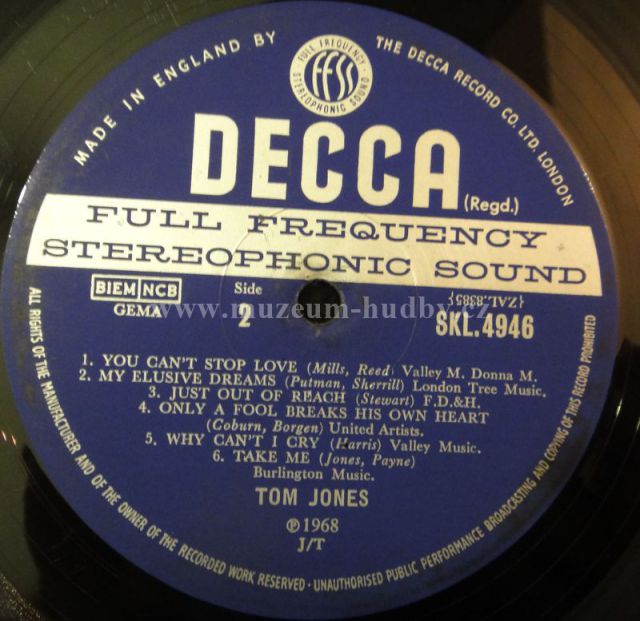 MADE IN ENGLAND BY
THE DECCA RECORD CO. LTD. LONDON
FULL FREQUENCY
FFSS
STEREOPHONIC SOUND
DECCA (Regd.)
FULL FREQUENCY
STEREOPHONIC SOUND
BIEM NCB
GEMA
Side
2
{ZAL.8385}
SKL.4946
www.muzeum-hudby.cz
1. YOU CAN'T STOP LOVE (Mills, Reed) Valley M. Donna M.
2. MY ELUSIVE DREAMS (Putman, Sherrill) London Tree Music.
3. JUST OUT OF REACH (Stewart) F.D.&H.
4. ONLY A FOOL BREAKS HIS OWN HEART
(Coburn, Borgen) United Artists.
5. WHY CAN'T I CRY (Harris) Valley Music.
6. TAKE ME (Jones, Payne)
Burlington Music.
TOM JONES
℗ 1968
J/T
ALL RIGHTS OF THE MANUFACTURER AND OF THE OWNER OF THE RECORDED WORK RESERVED · UNAUTHORISED PUBLIC PERFORMANCE BROADCASTING AND COPYING OF THIS RECORD PROHIBITED